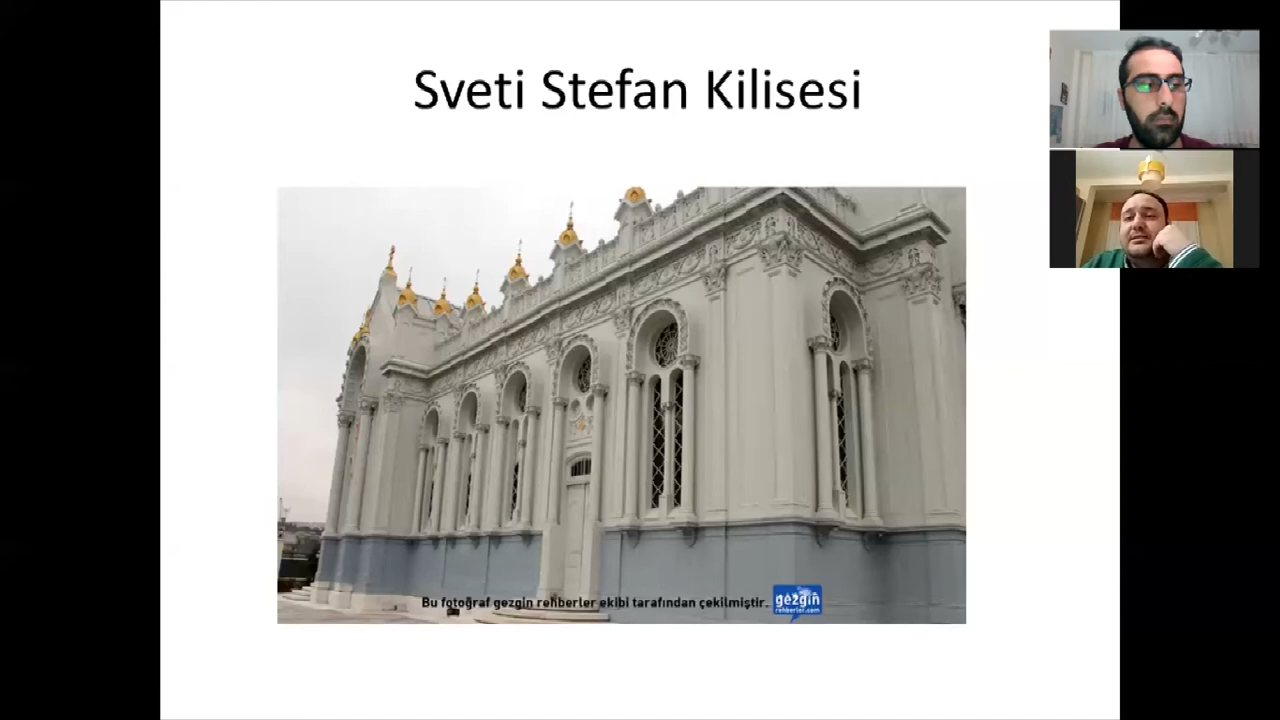 Sveti Stefan Kilisesi
Bu fotoğraf gezgin rehberler ekibi tarafından çekilmiştir.
gezgin
rehberler.com